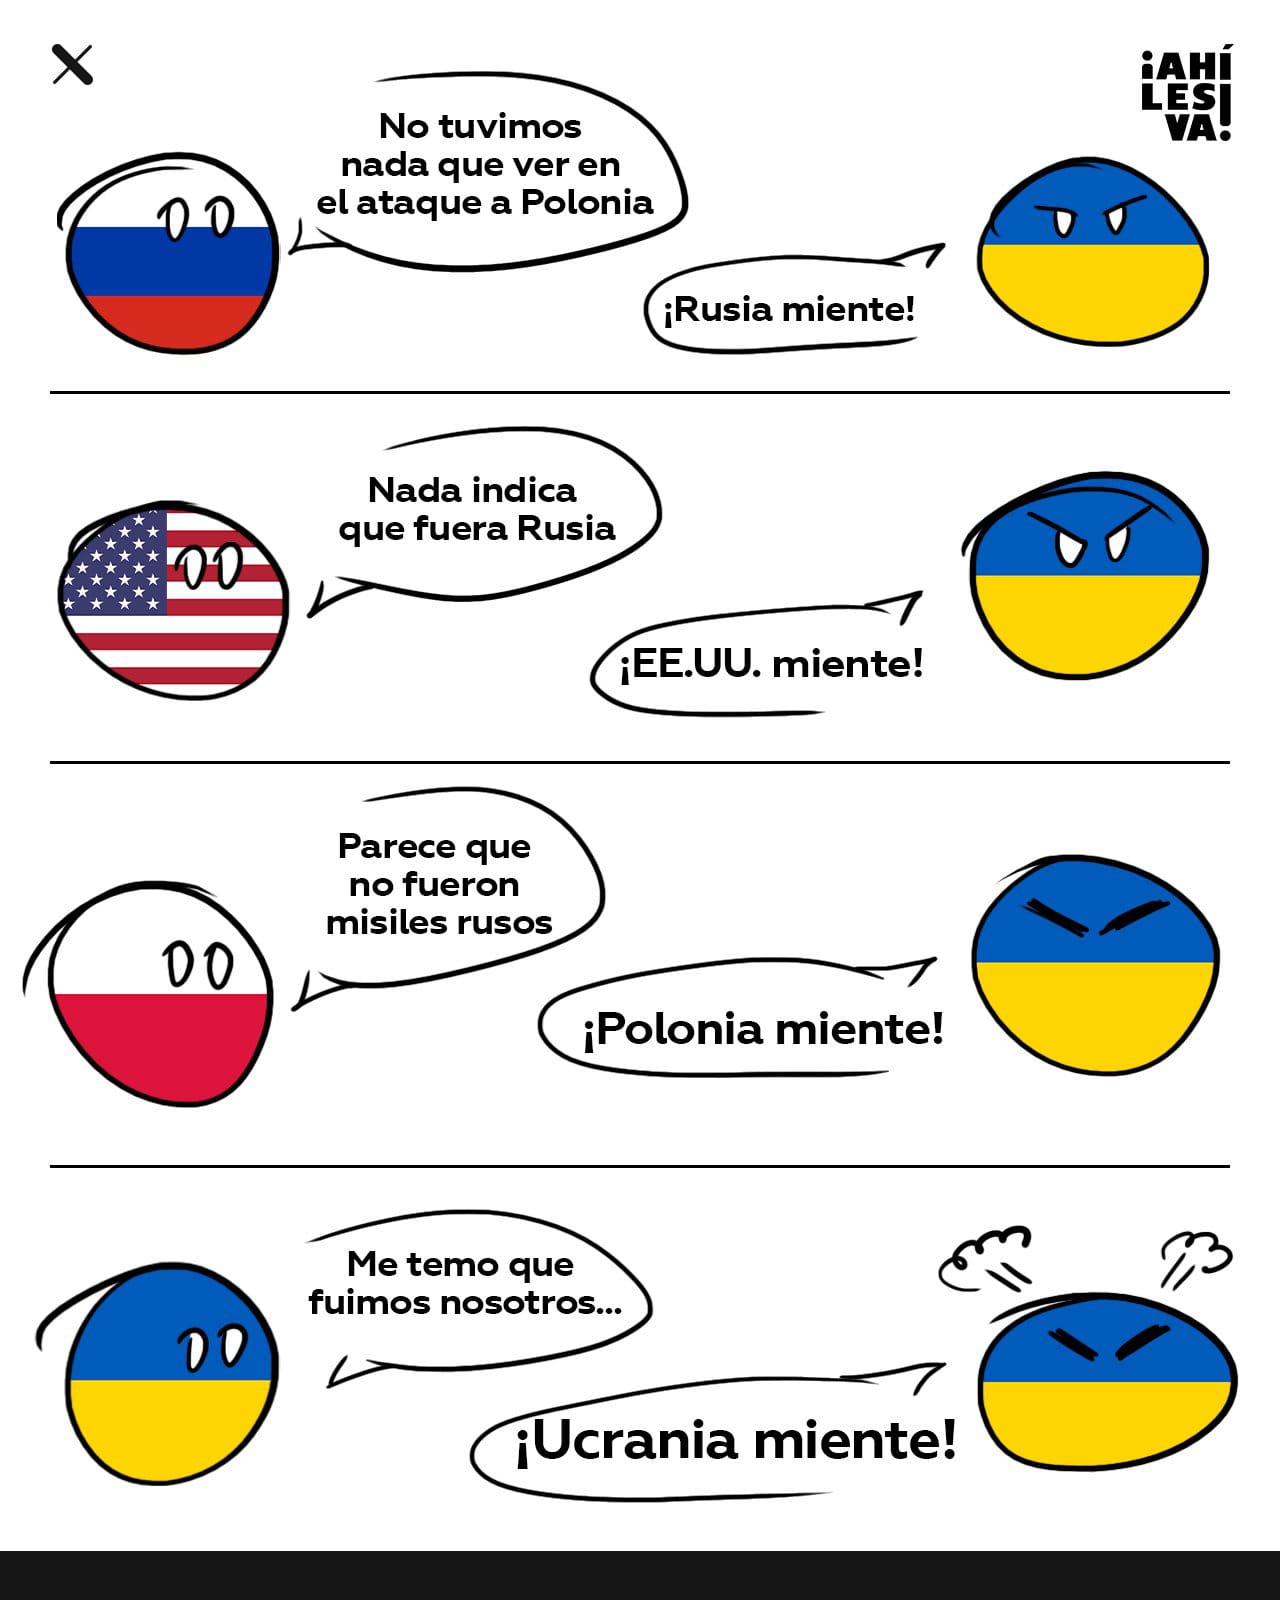 ¡AHÍ
LES
VA!
No tuvimos
nada que ver en
el ataque a Polonia
¡Rusia miente!
Nada indica
que fuera Rusia
¡EE.UU. miente!
Parece que
no fueron
misiles rusos
¡Polonia miente!
Me temo que
fuimos nosotros...
¡Ucrania miente!